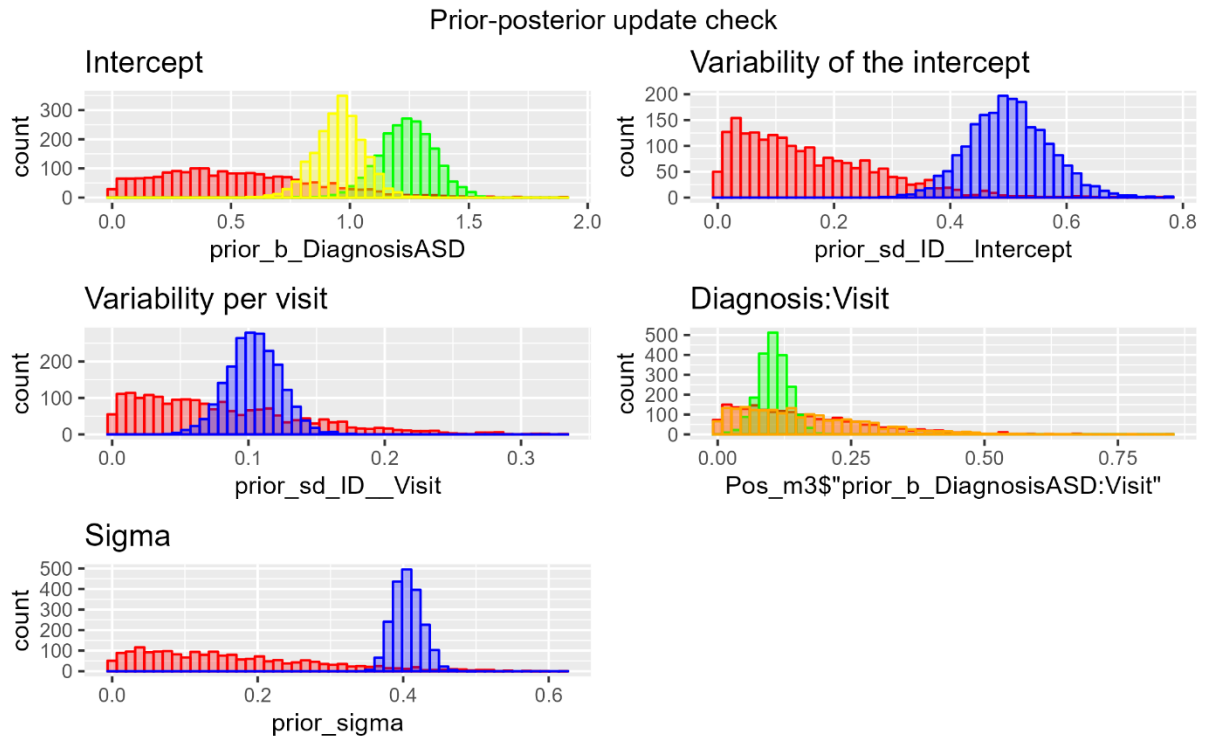 Prior-posterior update check
Intercept
count
300
200
100
0
0.0 0.5 1.0 1.5 2.0
prior_b_DiagnosisASD
Variability of the intercept
count
200
150
100
50
0
0.0 0.2 0.4 0.6 0.8
prior_sd_ID__Intercept
Variability per visit
count
200
100
0
0.0 0.1 0.2 0.3
prior_sd_ID__Visit
Diagnosis:Visit
count
500
400
300
200
100
0
0.00 0.25 0.50 0.75
Pos_m3$"prior_b_DiagnosisASD:Visit"
Sigma
count
500
400
300
200
100
0
0.0 0.2 0.4 0.6
prior_sigma